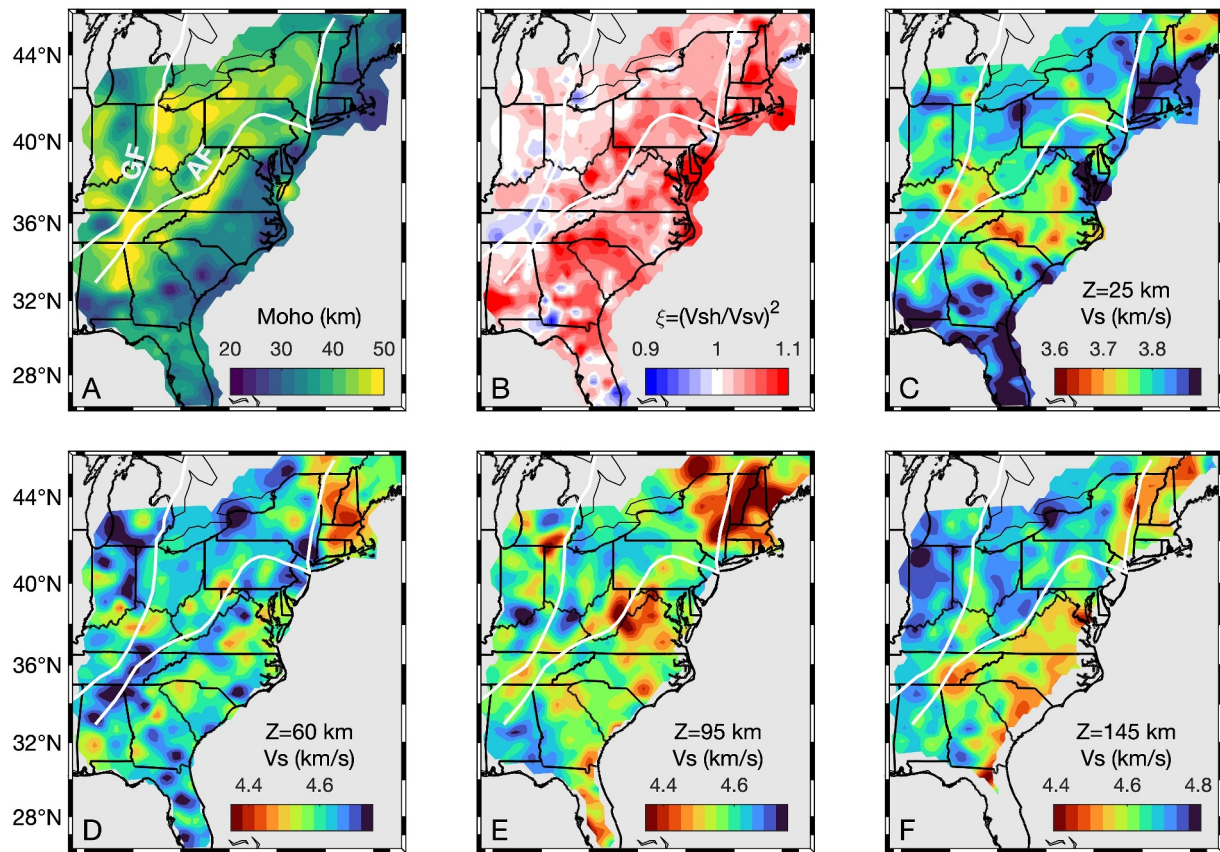 44°N
40°N
36°N
32°N
28°N
GF
AF
Moho (km)
20 30 40 50
A
ξ=(Vsh/Vsv)²
0.9 1 1.1
B
Z=25 km
Vs (km/s)
3.6 3.7 3.8
C
44°N
40°N
36°N
32°N
28°N
Z=60 km
Vs (km/s)
4.4 4.6
D
Z=95 km
Vs (km/s)
4.4 4.6
E
Z=145 km
Vs (km/s)
4.4 4.6 4.8
F